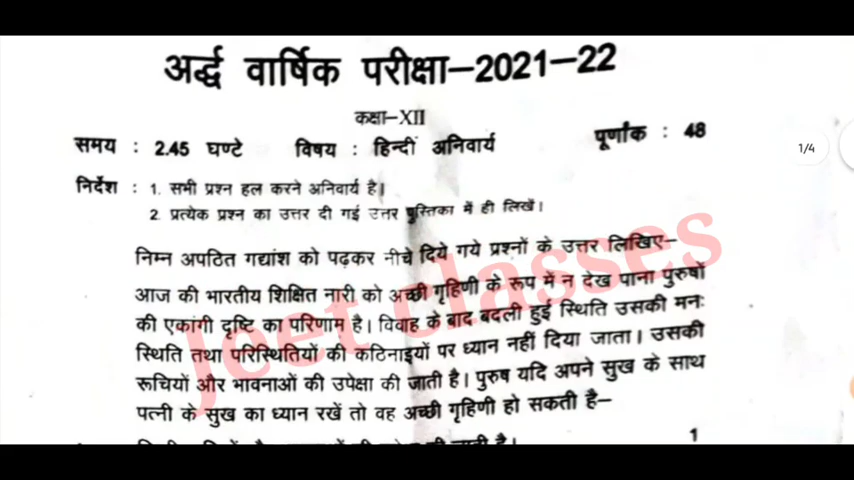 अर्द्ध वार्षिक परीक्षा-2021-22
कक्षा-XII
समय : 2.45 घण्टे विषय : हिन्दीं अनिवार्य पूर्णांक : 48
1/4
निर्देश : 1. सभी प्रश्न हल करने अनिवार्य है।
2. प्रत्येक प्रश्न का उत्तर दी गई उत्तर पुस्तिका में ही लिखें।
निम्न अपठित गद्यांश को पढ़कर नीचे दिये गये प्रश्नों के उत्तर लिखिए-
आज की भारतीय शिक्षित नारी को अच्छी गृहिणी के रूप में न देख पाना पुरुषों
की एकांगी दृष्टि का परिणाम है। विवाह के बाद बदली हुई स्थिति उसकी मनः
स्थिति तथा परिस्थितियों की कठिनाइयों पर ध्यान नहीं दिया जाता। उसकी
रूचियों और भावनाओं की उपेक्षा की जाती है। पुरुष यदि अपने सुख के साथ
पत्नी के सुख का ध्यान रखें तो वह अच्छी गृहिणी हो सकती है-
1
Jeet classes